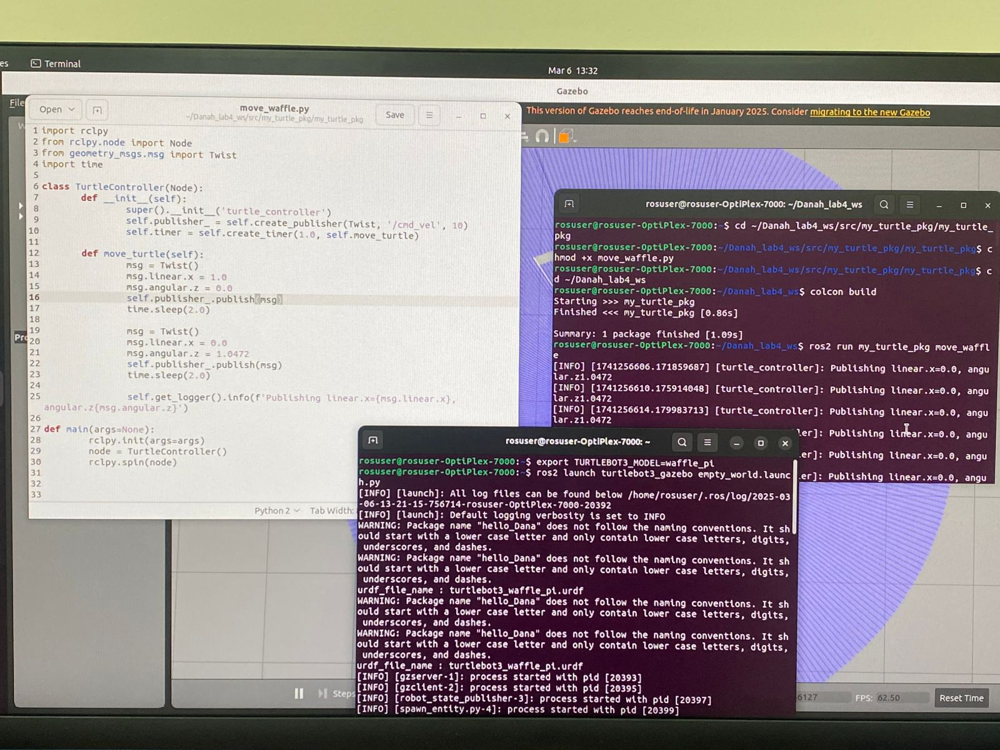 es
Terminal
Mar 6 13:32
Gazebo
File
Open
move_waffle.py
~/Danah_lab4_ws/src/my_turtle_pkg/my_turtle_pkg
Save
This version of Gazebo reaches end-of-life in January 2025. Consider migrating to the new Gazebo
W
1 import rclpy
2 from rclpy.node import Node
3 from geometry_msgs.msg import Twist
4 import time
5
6 class TurtleController(Node):
7 def __init__(self):
8 super().__init__('turtle_controller')
9 self.publisher_ = self.create_publisher(Twist, '/cmd_vel', 10)
10 self.timer = self.create_timer(1.0, self.move_turtle)
11
12 def move_turtle(self):
13 msg = Twist()
14 msg.linear.x = 1.0
15 msg.angular.z = 0.0
16 self.publisher_.publish(msg)
17 time.sleep(2.0)
18
19 msg = Twist()
20 msg.linear.x = 0.0
21 msg.angular.z = 1.0472
22 self.publisher_.publish(msg)
23 time.sleep(2.0)
24
25 self.get_logger().info(f'Publishing linear.x={msg.linear.x},
angular.z{msg.angular.z}')
26
27 def main(args=None):
28 rclpy.init(args=args)
29 node = TurtleController()
30 rclpy.spin(node)
31
32
33
Pro
Python 2
Tab Width:
rosuser@rosuser-OptiPlex-7000: ~/Danah_lab4_ws
rosuser@rosuser-OptiPlex-7000:~$ cd ~/Danah_lab4_ws/src/my_turtle_pkg/my_turtle_
pkg
rosuser@rosuser-OptiPlex-7000:~/Danah_lab4_ws/src/my_turtle_pkg/my_turtle_pkg$ c
hmod +x move_waffle.py
rosuser@rosuser-OptiPlex-7000:~/Danah_lab4_ws/src/my_turtle_pkg/my_turtle_pkg$ c
d ~/Danah_lab4_ws
rosuser@rosuser-OptiPlex-7000:~/Danah_lab4_ws$ colcon build
Starting >>> my_turtle_pkg
Finished <<< my_turtle_pkg [0.86s]
Summary: 1 package finished [1.09s]
rosuser@rosuser-OptiPlex-7000:~/Danah_lab4_ws$ ros2 run my_turtle_pkg move_waffl
e
[INFO] [1741256606.171859687] [turtle_controller]: Publishing linear.x=0.0, angu
lar.z1.0472
[INFO] [1741256610.175914048] [turtle_controller]: Publishing linear.x=0.0, angu
lar.z1.0472
[INFO] [1741256614.179983713] [turtle_controller]: Publishing linear.x=0.0, angu
lar.z1.0472
ler]: Publishing linear.x=0.0, angu
er]: Publishing linear.x=0.0, angu
er]: Publishing linear.x=0.0, angu
rosuser@rosuser-OptiPlex-7000: ~
rosuser@rosuser-OptiPlex-7000:~$ export TURTLEBOT3_MODEL=waffle_pi
rosuser@rosuser-OptiPlex-7000:~$ ros2 launch turtlebot3_gazebo empty_world.launc
h.py
[INFO] [launch]: All log files can be found below /home/rosuser/.ros/log/2025-03
-06-13-21-15-756714-rosuser-OptiPlex-7000-20392
[INFO] [launch]: Default logging verbosity is set to INFO
WARNING: Package name "hello_Dana" does not follow the naming conventions. It sh
ould start with a lower case letter and only contain lower case letters, digits,
underscores, and dashes.
WARNING: Package name "hello_Dana" does not follow the naming conventions. It sh
ould start with a lower case letter and only contain lower case letters, digits,
underscores, and dashes.
urdf_file_name : turtlebot3_waffle_pi.urdf
WARNING: Package name "hello_Dana" does not follow the naming conventions. It sh
ould start with a lower case letter and only contain lower case letters, digits,
underscores, and dashes.
WARNING: Package name "hello_Dana" does not follow the naming conventions. It sh
ould start with a lower case letter and only contain lower case letters, digits,
underscores, and dashes.
urdf_file_name : turtlebot3_waffle_pi.urdf
[INFO] [gzserver-1]: process started with pid [20393]
[INFO] [gzclient-2]: process started with pid [20395]
[INFO] [robot_state_publisher-3]: process started with pid [20397]
[INFO] [spawn_entity.py-4]: process started with pid [20399]
Steps
6127
FPS: 62.50
Reset Time